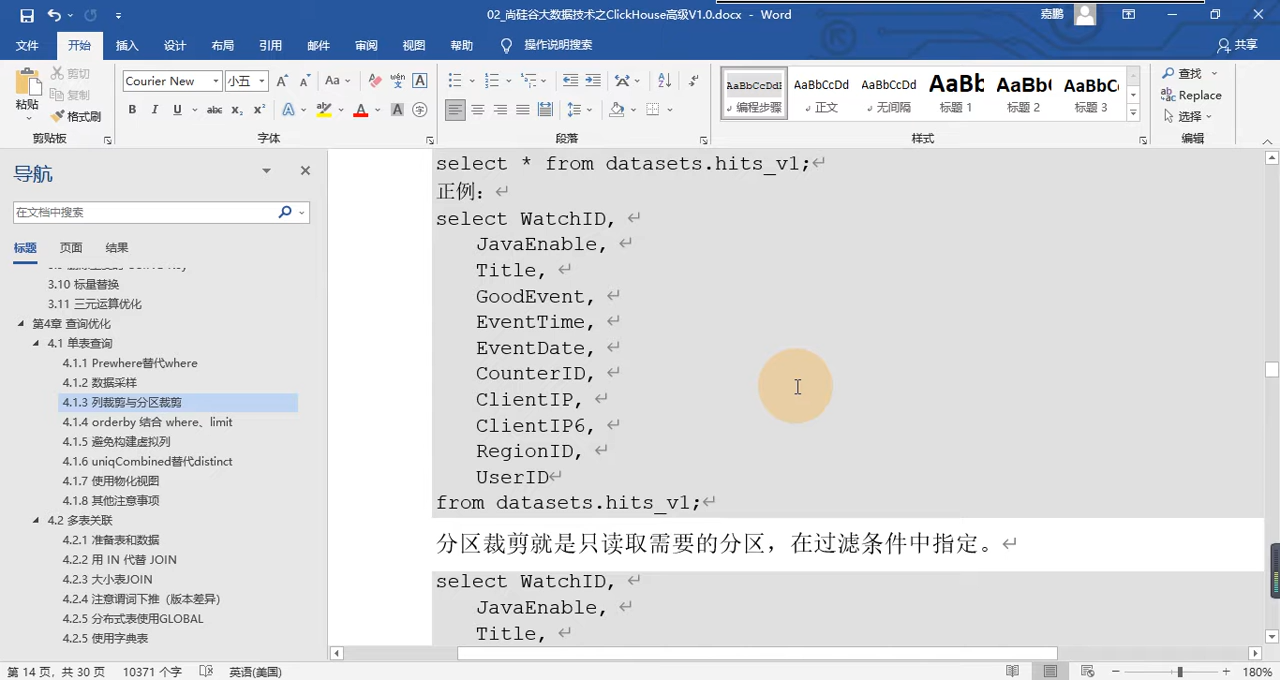 02_尚硅谷大数据技术之ClickHouse高级V1.0.docx - Word
嘉鹏
文件 开始 插入 设计 布局 引用 邮件 审阅 视图 帮助 操作说明搜索 共享
粘贴
剪切
复制
格式刷
剪贴板
Courier New 小五
字体
段落
AaBbCcDdI 编程步骤
AaBbCcDd 正文
AaBbCcDd 无间隔
AaBb 标题 1
AaBb( 标题 2
AaBbC 标题 3
样式
查找
Replace
选择
编辑
导航
在文档中搜索
标题 页面 结果
3.10 标量替换
3.11 三元运算优化
第4章 查询优化
4.1 单表查询
4.1.1 Prewhere替代where
4.1.2 数据采样
4.1.3 列裁剪与分区裁剪
4.1.4 orderby 结合 where、limit
4.1.5 避免构建虚拟列
4.1.6 uniqCombined替代distinct
4.1.7 使用物化视图
4.1.8 其他注意事项
4.2 多表关联
4.2.1 准备表和数据
4.2.2 用 IN 代替 JOIN
4.2.3 大小表JOIN
4.2.4 注意谓词下推（版本差异）
4.2.5 分布式表使用GLOBAL
4.2.5 使用字典表
select * from datasets.hits_v1;
正例：
select WatchID,
JavaEnable,
Title,
GoodEvent,
EventTime,
EventDate,
CounterID,
ClientIP,
ClientIP6,
RegionID,
UserID
from datasets.hits_v1;
分区裁剪就是只读取需要的分区，在过滤条件中指定。
select WatchID,
JavaEnable,
Title,
第 14 页，共 30 页 10371 个字 英语(美国) 180%